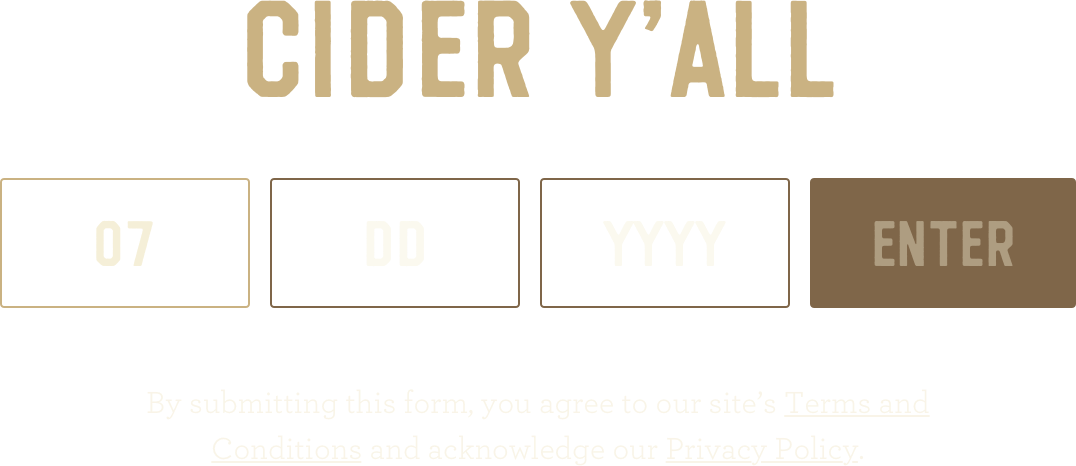 CIDER Y’ALL
07 DD YYYY ENTER
By submitting this form, you agree to our site’s Terms and
Conditions and acknowledge our Privacy Policy.